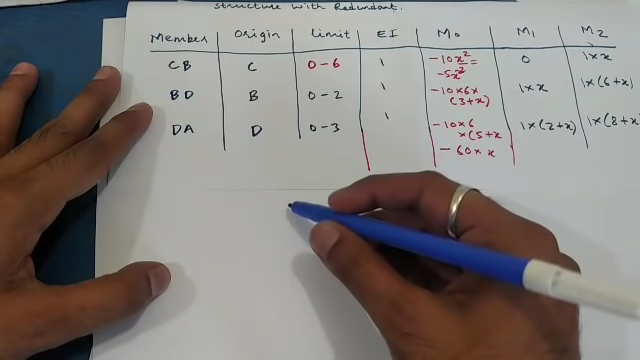 structure with Redundant.
Member Origin Limit EI M₀ M₁ M₂
CB C 0-6 1 -10x²/2 = 0 1×x
-5x²
BD B 0-2 1 -10×6× 1×x 1×(6+x)
(3+x)
DA D 0-3 1 -10×6 1×(2+x) 1×(8+x
×(5+x
- 60×x